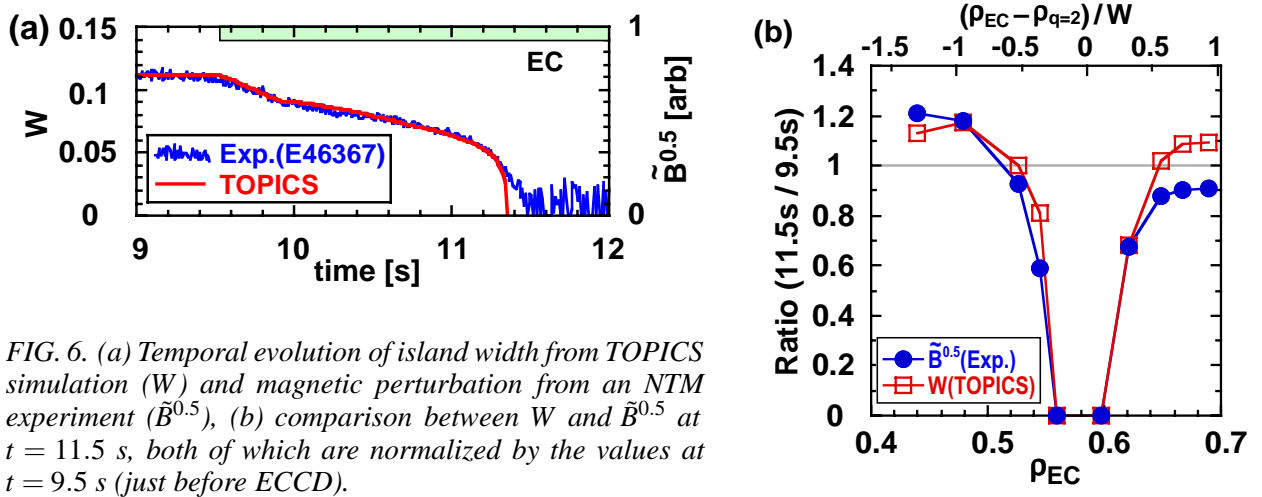 (a)
0.15
0.1
0.05
0
W
1
0
B̃^0.5 [arb]
EC
Exp.(E46367)
TOPICS
9 10 11 12
time [s]
FIG. 6. (a) Temporal evolution of island width from TOPICS
simulation (W) and magnetic perturbation from an NTM
experiment (B̃^0.5), (b) comparison between W and B̃^0.5 at
t = 11.5 s, both of which are normalized by the values at
t = 9.5 s (just before ECCD).
(b)
(ρEC−ρq=2)/W
-1.5 -1 -0.5 0 0.5 1
1.4
1.2
1
0.8
0.6
0.4
0.2
0
Ratio (11.5s / 9.5s)
B̃^0.5(Exp.)
W(TOPICS)
0.4 0.5 0.6 0.7
ρEC